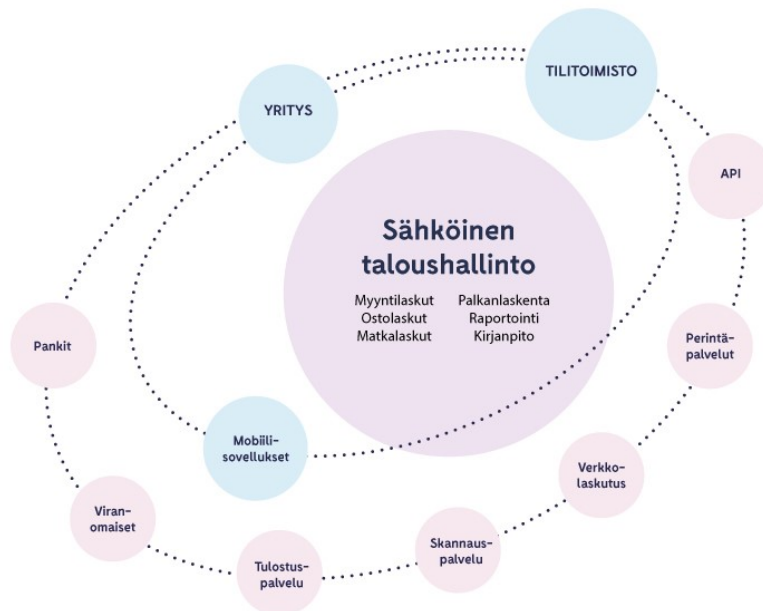 TILITOIMISTO
YRITYS
API
Sähköinen
taloushallinto
Myyntilaskut Palkanlaskenta
Ostolaskut Raportointi
Matkalaskut Kirjanpito
Pankit
Perintä-
palvelut
Mobiili-
sovellukset
Verkko-
laskutus
Viran-
omaiset
Skannaus-
palvelu
Tulostus-
palvelu